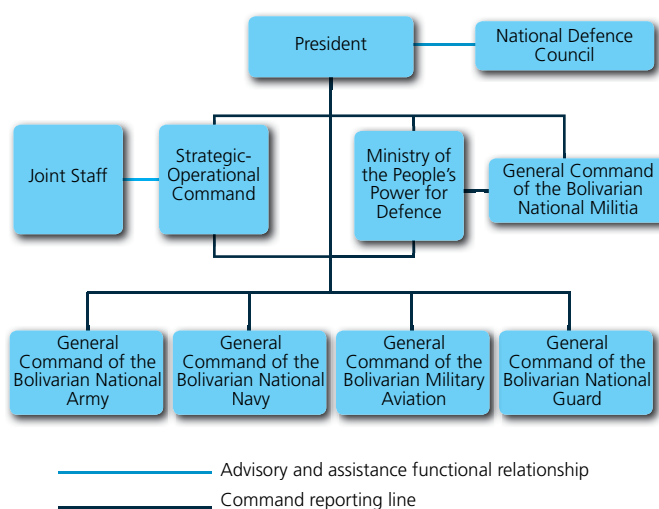 President
National Defence
Council
Joint Staff
Strategic-
Operational
Command
Ministry of
the People's
Power for
Defence
General Command
of the Bolivarian
National Militia
General
Command of the
Bolivarian National
Army
General
Command of the
Bolivarian National
Navy
General
Command of the
Bolivarian Military
Aviation
General
Command of the
Bolivarian National
Guard
Advisory and assistance functional relationship
Command reporting line